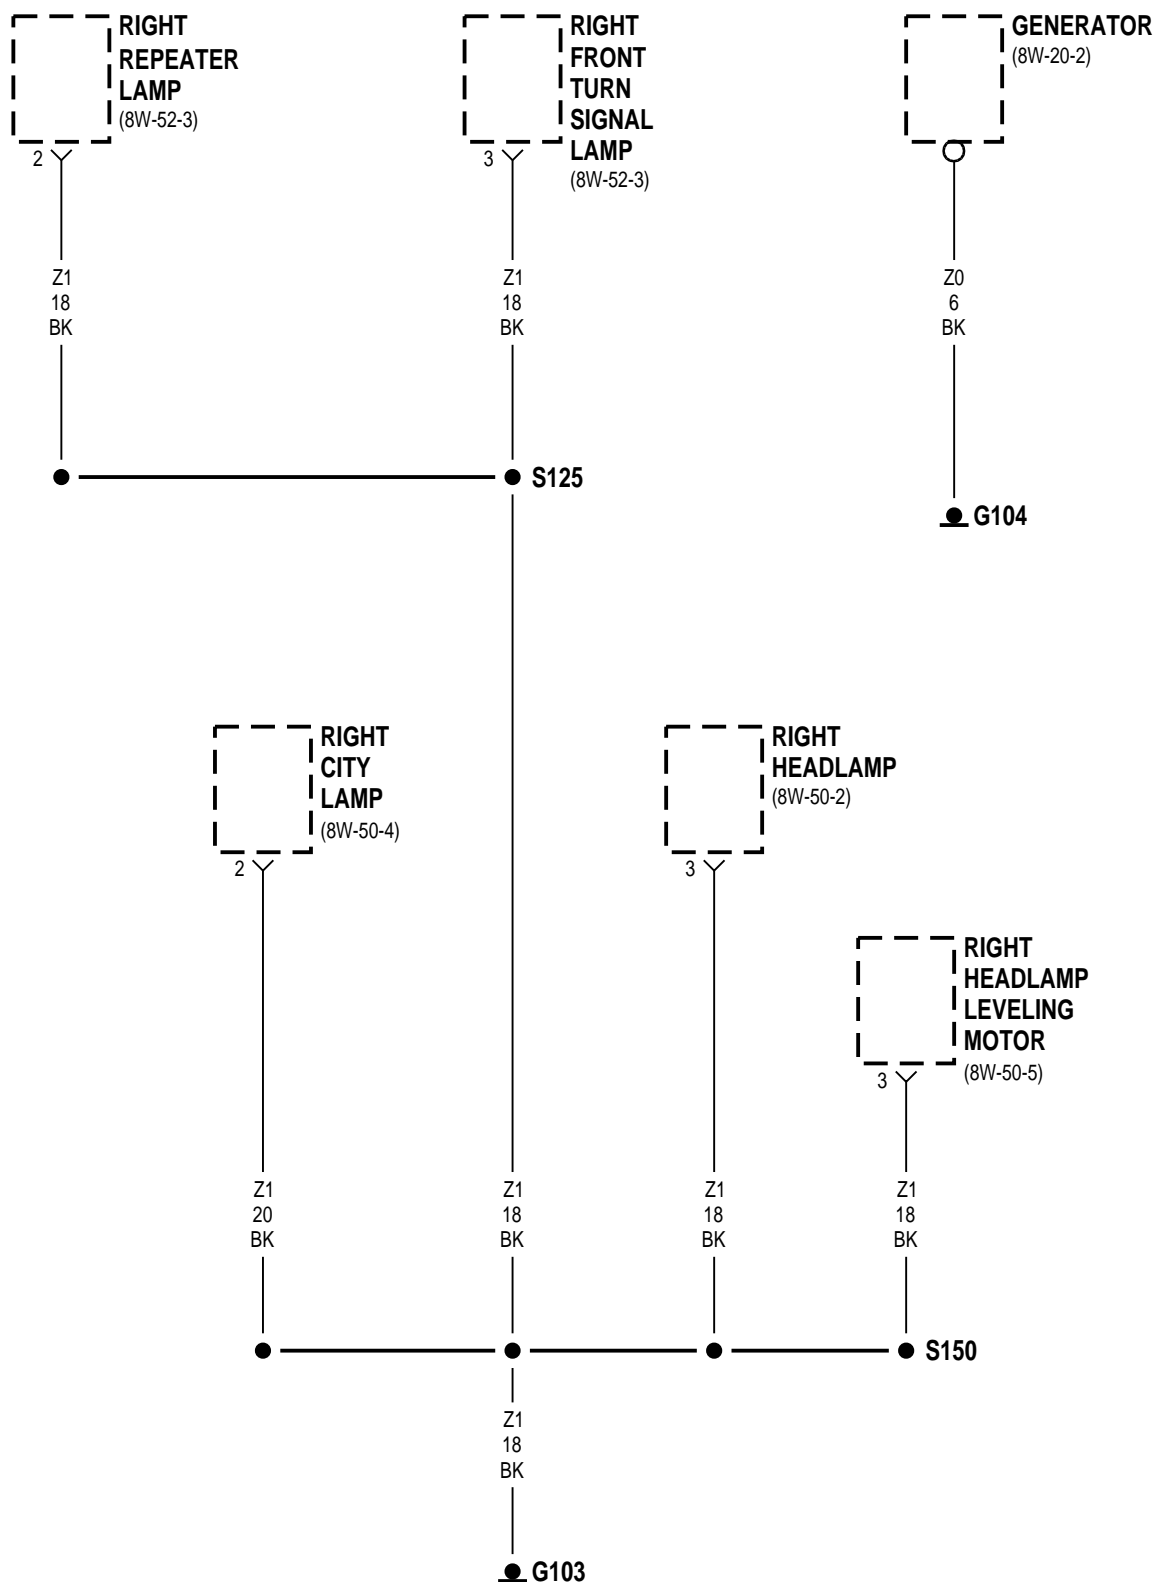 RIGHT
REPEATER
LAMP
(8W-52-3)
2
RIGHT
FRONT
TURN
SIGNAL
LAMP
(8W-52-3)
3
GENERATOR
(8W-20-2)
Z1
18
BK
Z1
18
BK
Z0
6
BK
S125
G104
RIGHT
CITY
LAMP
(8W-50-4)
2
RIGHT
HEADLAMP
(8W-50-2)
3
RIGHT
HEADLAMP
LEVELING
MOTOR
(8W-50-5)
3
Z1
20
BK
Z1
18
BK
Z1
18
BK
Z1
18
BK
S150
Z1
18
BK
G103